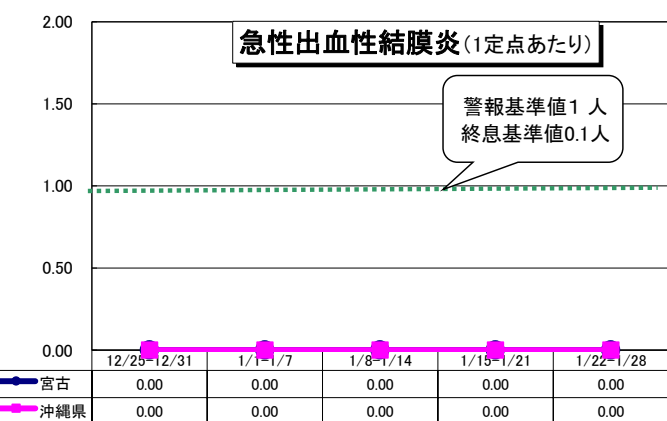 急性出血性結膜炎(1定点あたり)
警報基準値1 人
終息基準値0.1人
2.00
1.50
1.00
0.50
0.00
12/25-12/31 1/1-1/7 1/8-1/14 1/15-1/21 1/22-1/28
宮古 0.00 0.00 0.00 0.00 0.00
沖縄県 0.00 0.00 0.00 0.00 0.00